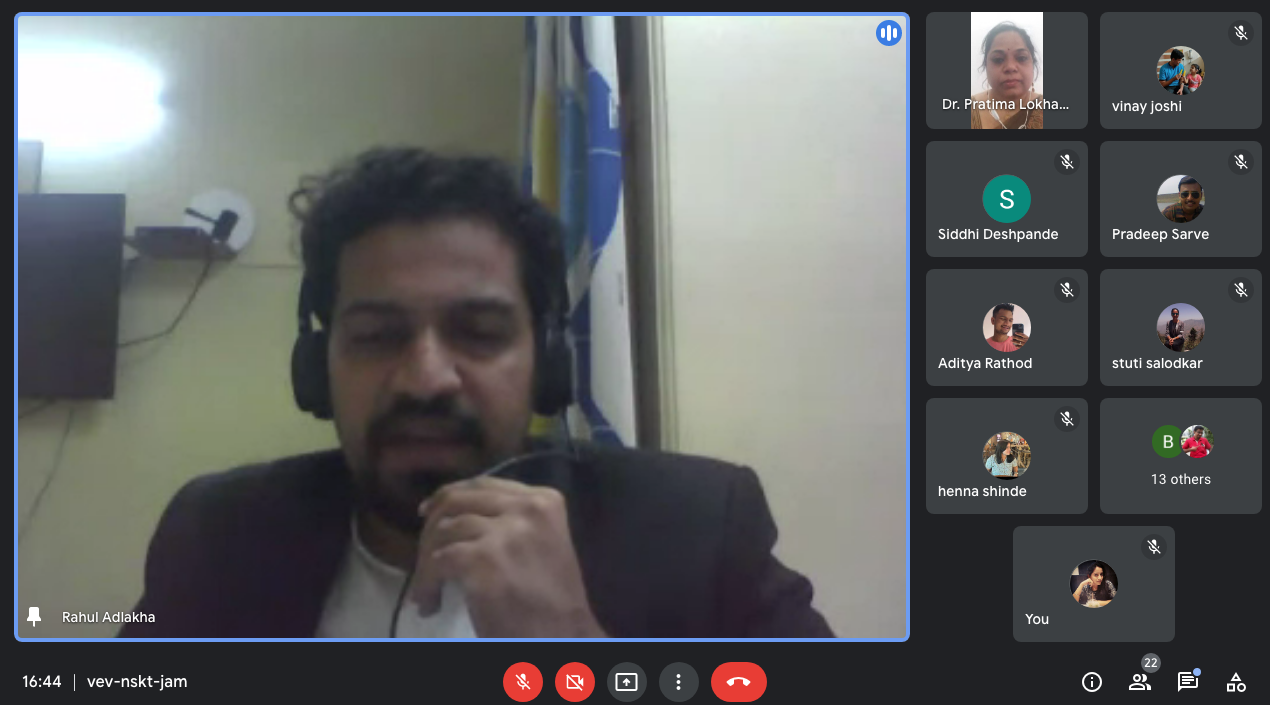 Rahul Adlakha
Dr. Pratima Lokha...
vinay joshi
S
Siddhi Deshpande
Pradeep Sarve
Aditya Rathod
stuti salodkar
henna shinde
B
13 others
You
16:44 | vev-nskt-jam
22